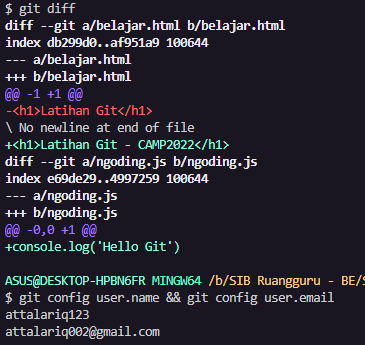 $ git diff
diff --git a/belajar.html b/belajar.html
index db299d0..af951a9 100644
--- a/belajar.html
+++ b/belajar.html
@@ -1 +1 @@
-<h1>Latihan Git</h1>
\ No newline at end of file
+<h1>Latihan Git - CAMP2022</h1>
diff --git a/ngoding.js b/ngoding.js
index e69de29..4997259 100644
--- a/ngoding.js
+++ b/ngoding.js
@@ -0,0 +1 @@
+console.log('Hello Git')
ASUS@DESKTOP-HPBN6FR MINGW64 /b/SIB Ruangguru - BE/S
$ git config user.name && git config user.email
attalariq123
attalariq002@gmail.com